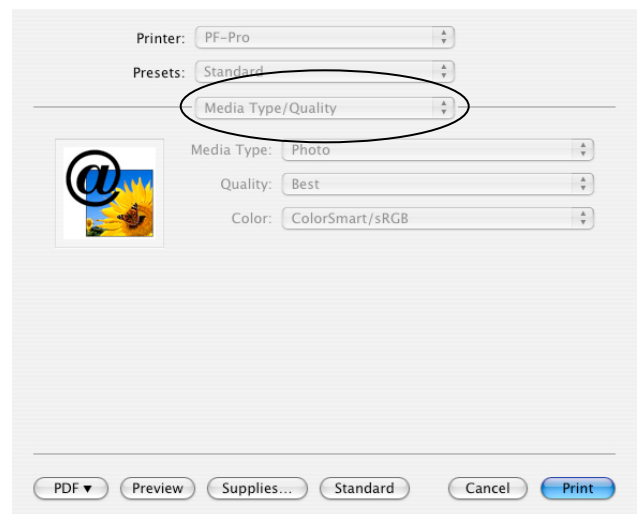 Printer: PF-Pro
Presets: Standard
Media Type/Quality
Media Type: Photo
Quality: Best
Color: ColorSmart/sRGB
@
PDF ▼ Preview Supplies... Standard Cancel Print